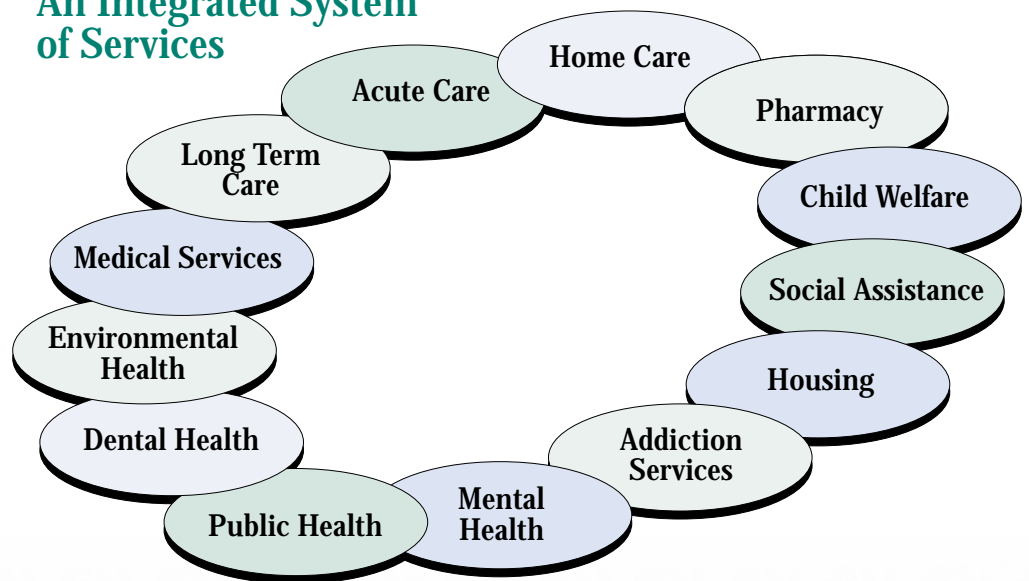 An Integrated System
of Services
Home Care
Acute Care
Pharmacy
Long Term
Care
Child Welfare
Medical Services
Social Assistance
Environmental
Health
Housing
Dental Health
Addiction
Services
Mental
Health
Public Health